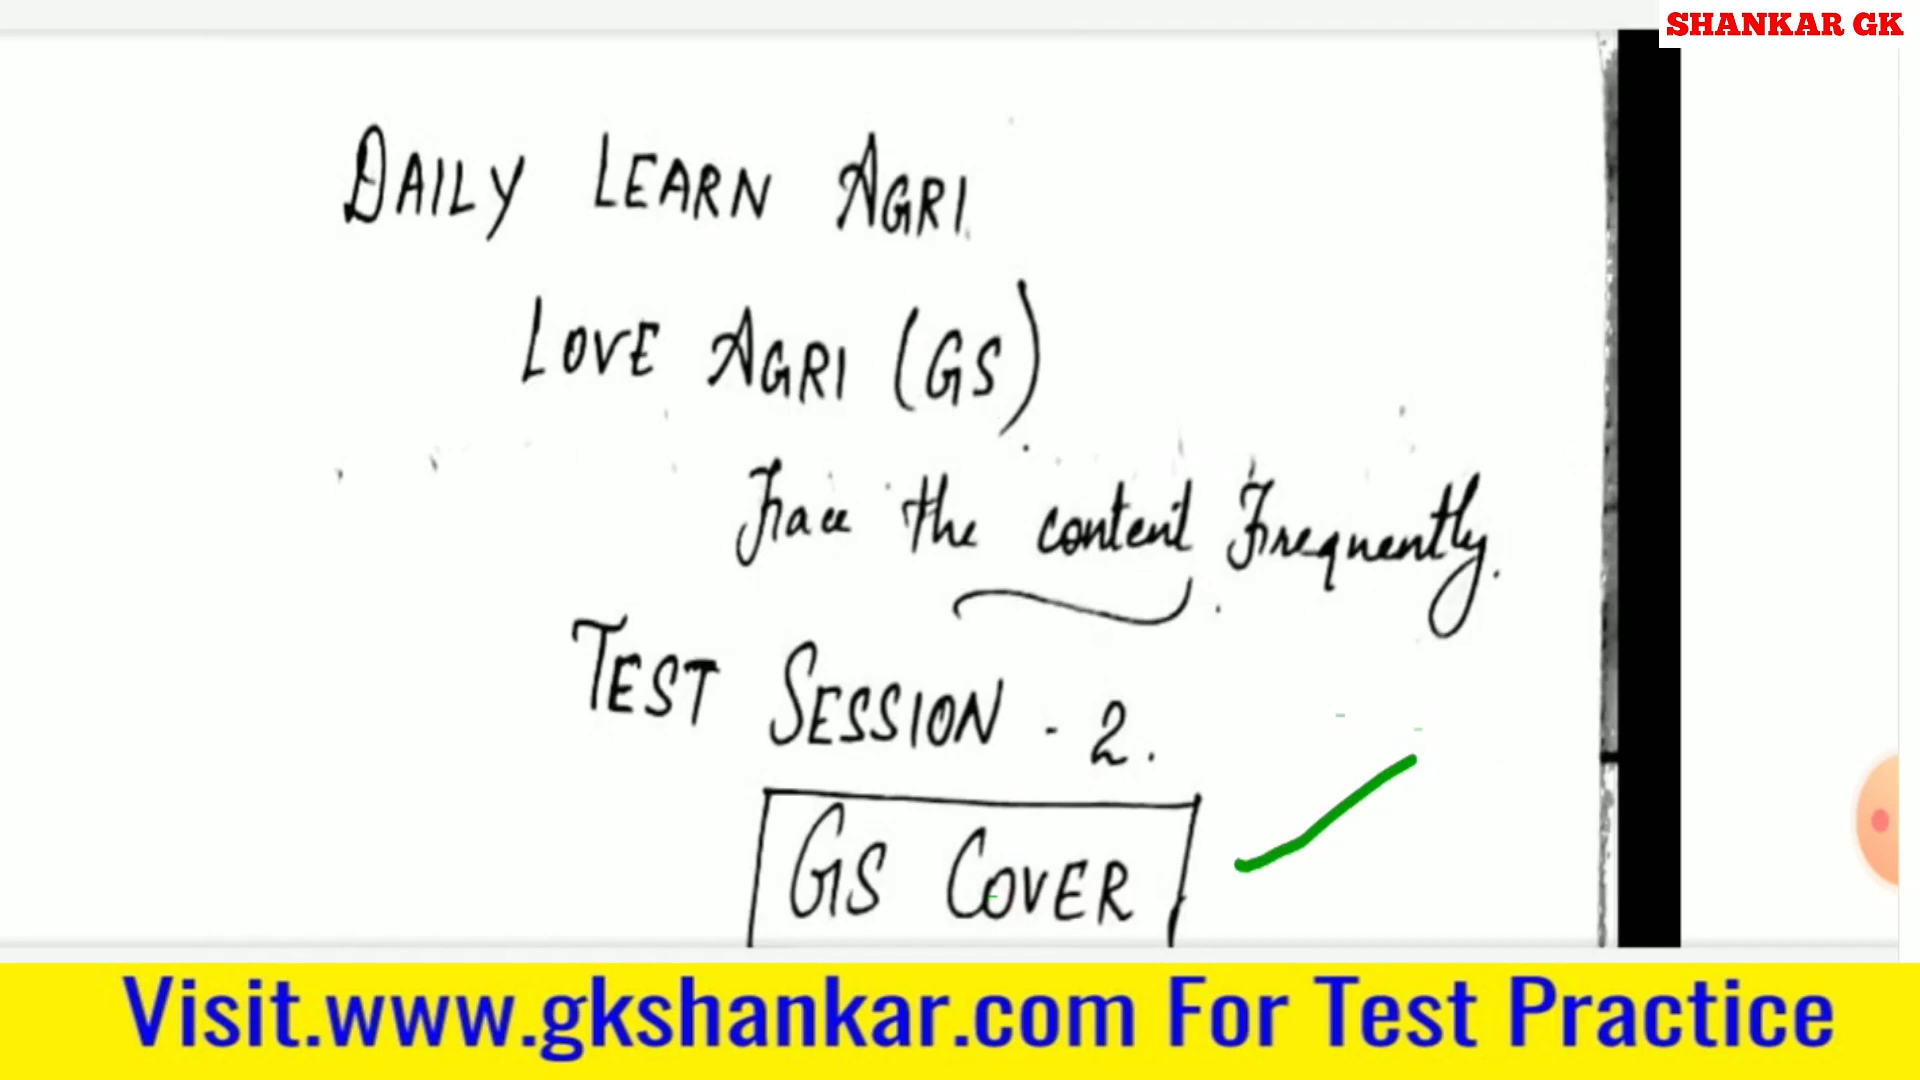 SHANKAR GK
DAILY LEARN AGRI
LOVE AGRI (GS)
Trace the content Frequently.
TEST SESSION - 2.
GS COVER
Visit.www.gkshankar.com For Test Practice